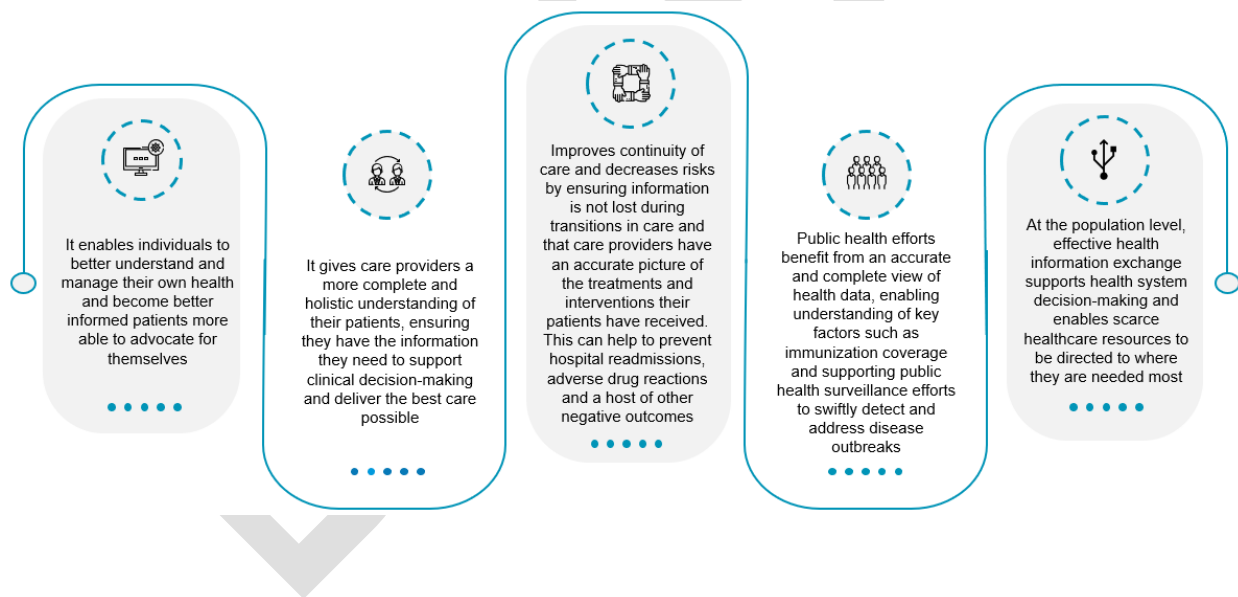 It enables individuals to
better understand and
manage their own health
and become better
informed patients more
able to advocate for
themselves
It gives care providers a
more complete and
holistic understanding of
their patients, ensuring
they have the information
they need to support
clinical decision-making
and deliver the best care
possible
Improves continuity of
care and decreases risks
by ensuring information
is not lost during
transitions in care and
that care providers have
an accurate picture of
the treatments and
interventions their
patients have received.
This can help to prevent
hospital readmissions,
adverse drug reactions
and a host of other
negative outcomes
Public health efforts
benefit from an accurate
and complete view of
health data, enabling
understanding of key
factors such as
immunization coverage
and supporting public
health surveillance efforts
to swiftly detect and
address disease
outbreaks
At the population level,
effective health
information exchange
supports health system
decision-making and
enables scarce
healthcare resources to
be directed to where
they are needed most